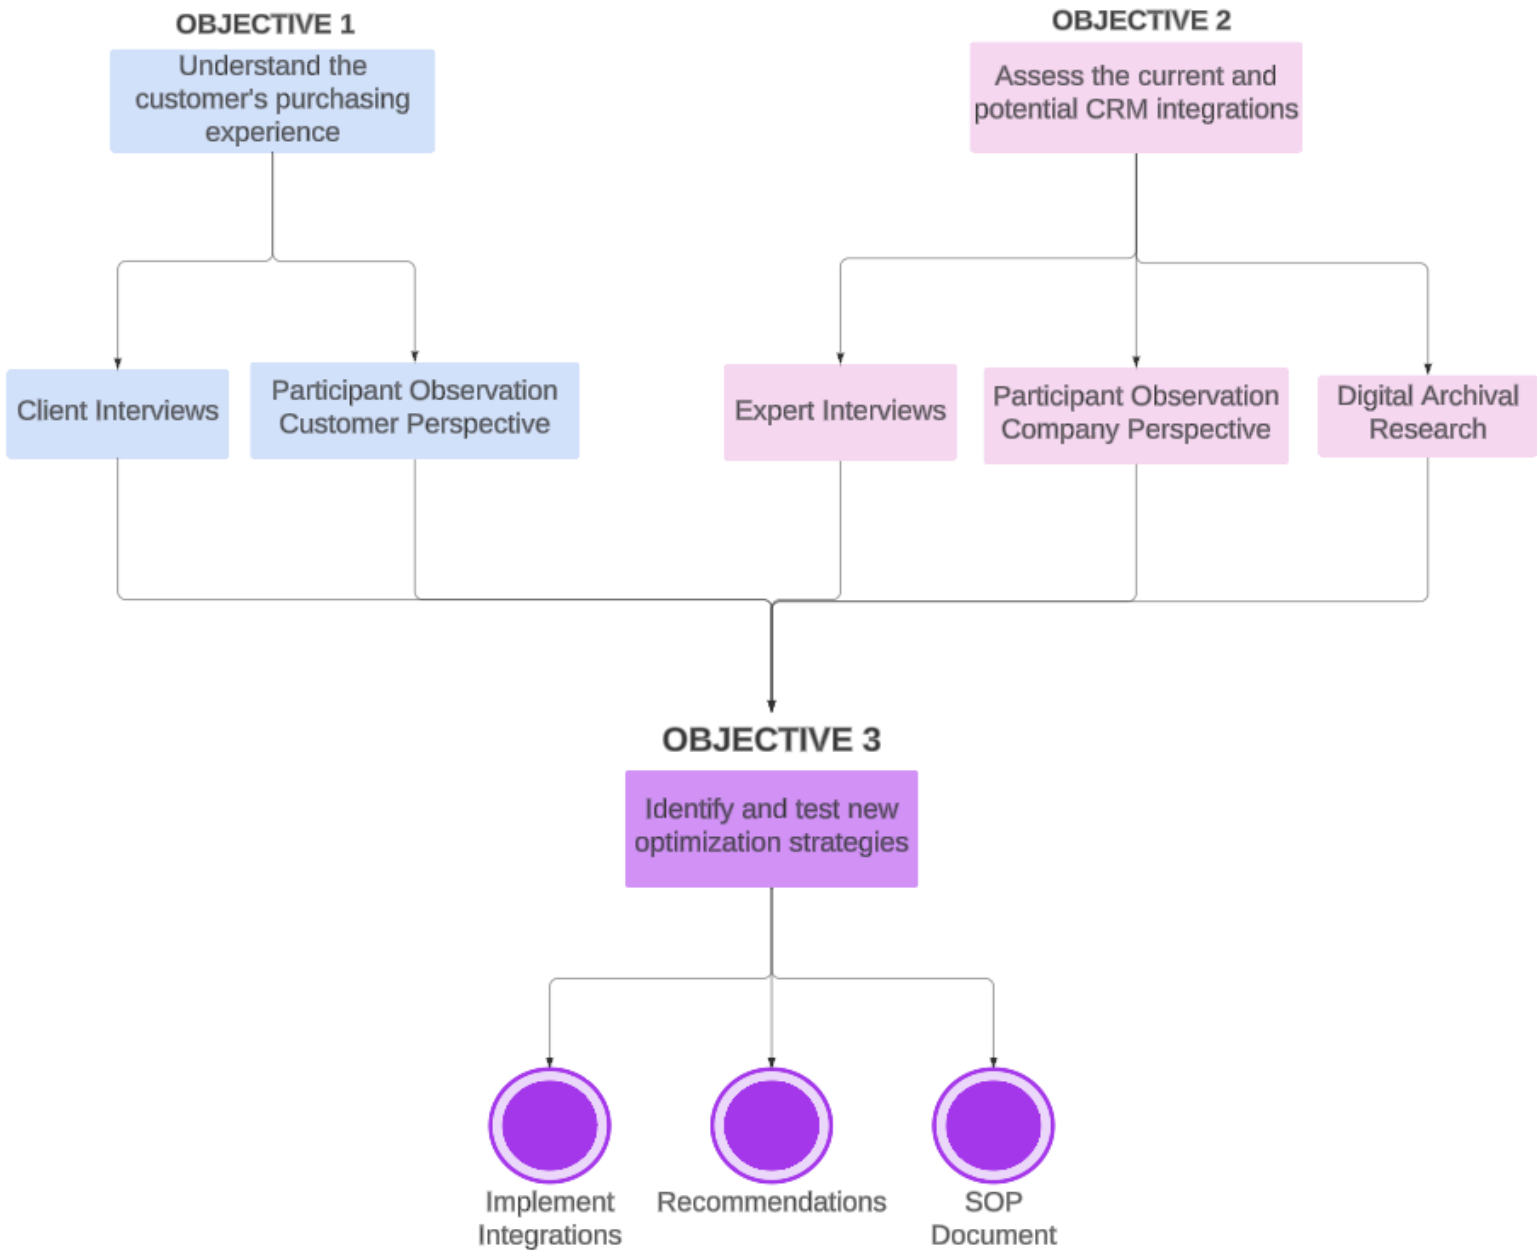 OBJECTIVE 1
Understand the
customer's purchasing
experience
OBJECTIVE 2
Assess the current and
potential CRM integrations
Client Interviews
Participant Observation
Customer Perspective
Expert Interviews
Participant Observation
Company Perspective
Digital Archival
Research
OBJECTIVE 3
Identify and test new
optimization strategies
Implement
Integrations
Recommendations
SOP
Document